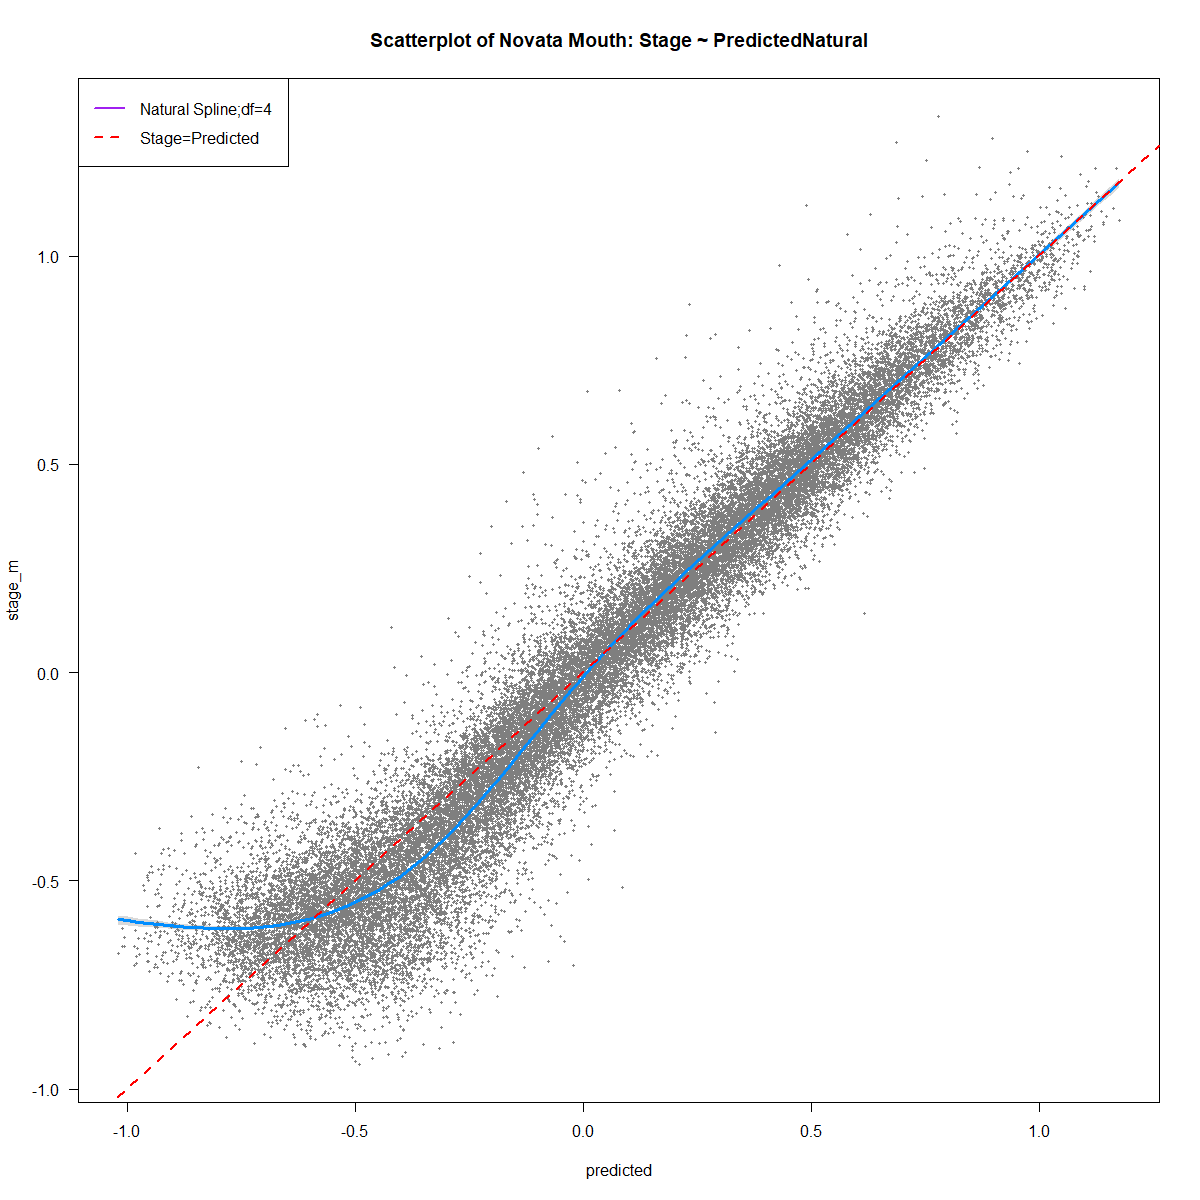 Scatterplot of Novata Mouth: Stage ~ PredictedNatural
Natural Spline;df=4
Stage=Predicted
1.0
0.5
0.0
-0.5
-1.0
stage_m
-1.0 -0.5 0.0 0.5 1.0
predicted